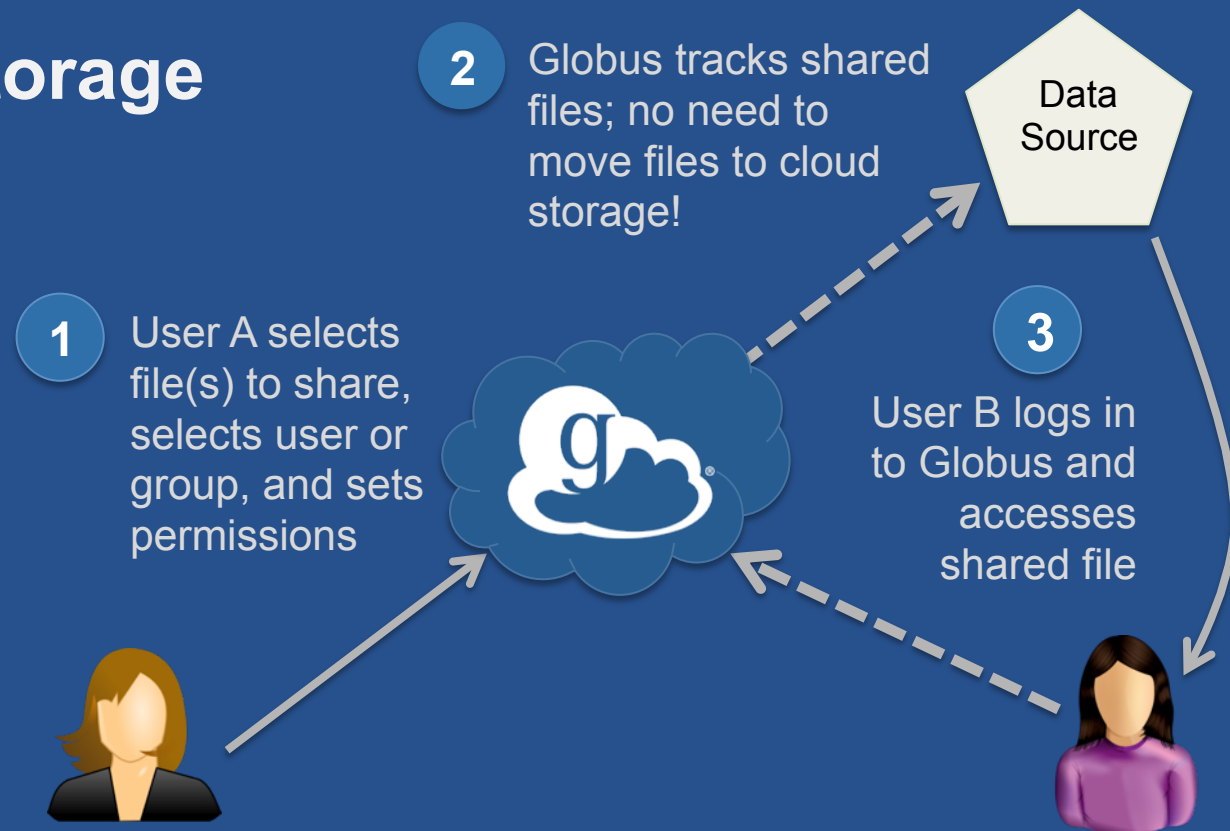 orage
2
Globus tracks shared
files; no need to
move files to cloud
storage!
Data
Source
1
User A selects
file(s) to share,
selects user or
group, and sets
permissions
g
®
3
User B logs in
to Globus and
accesses
shared file